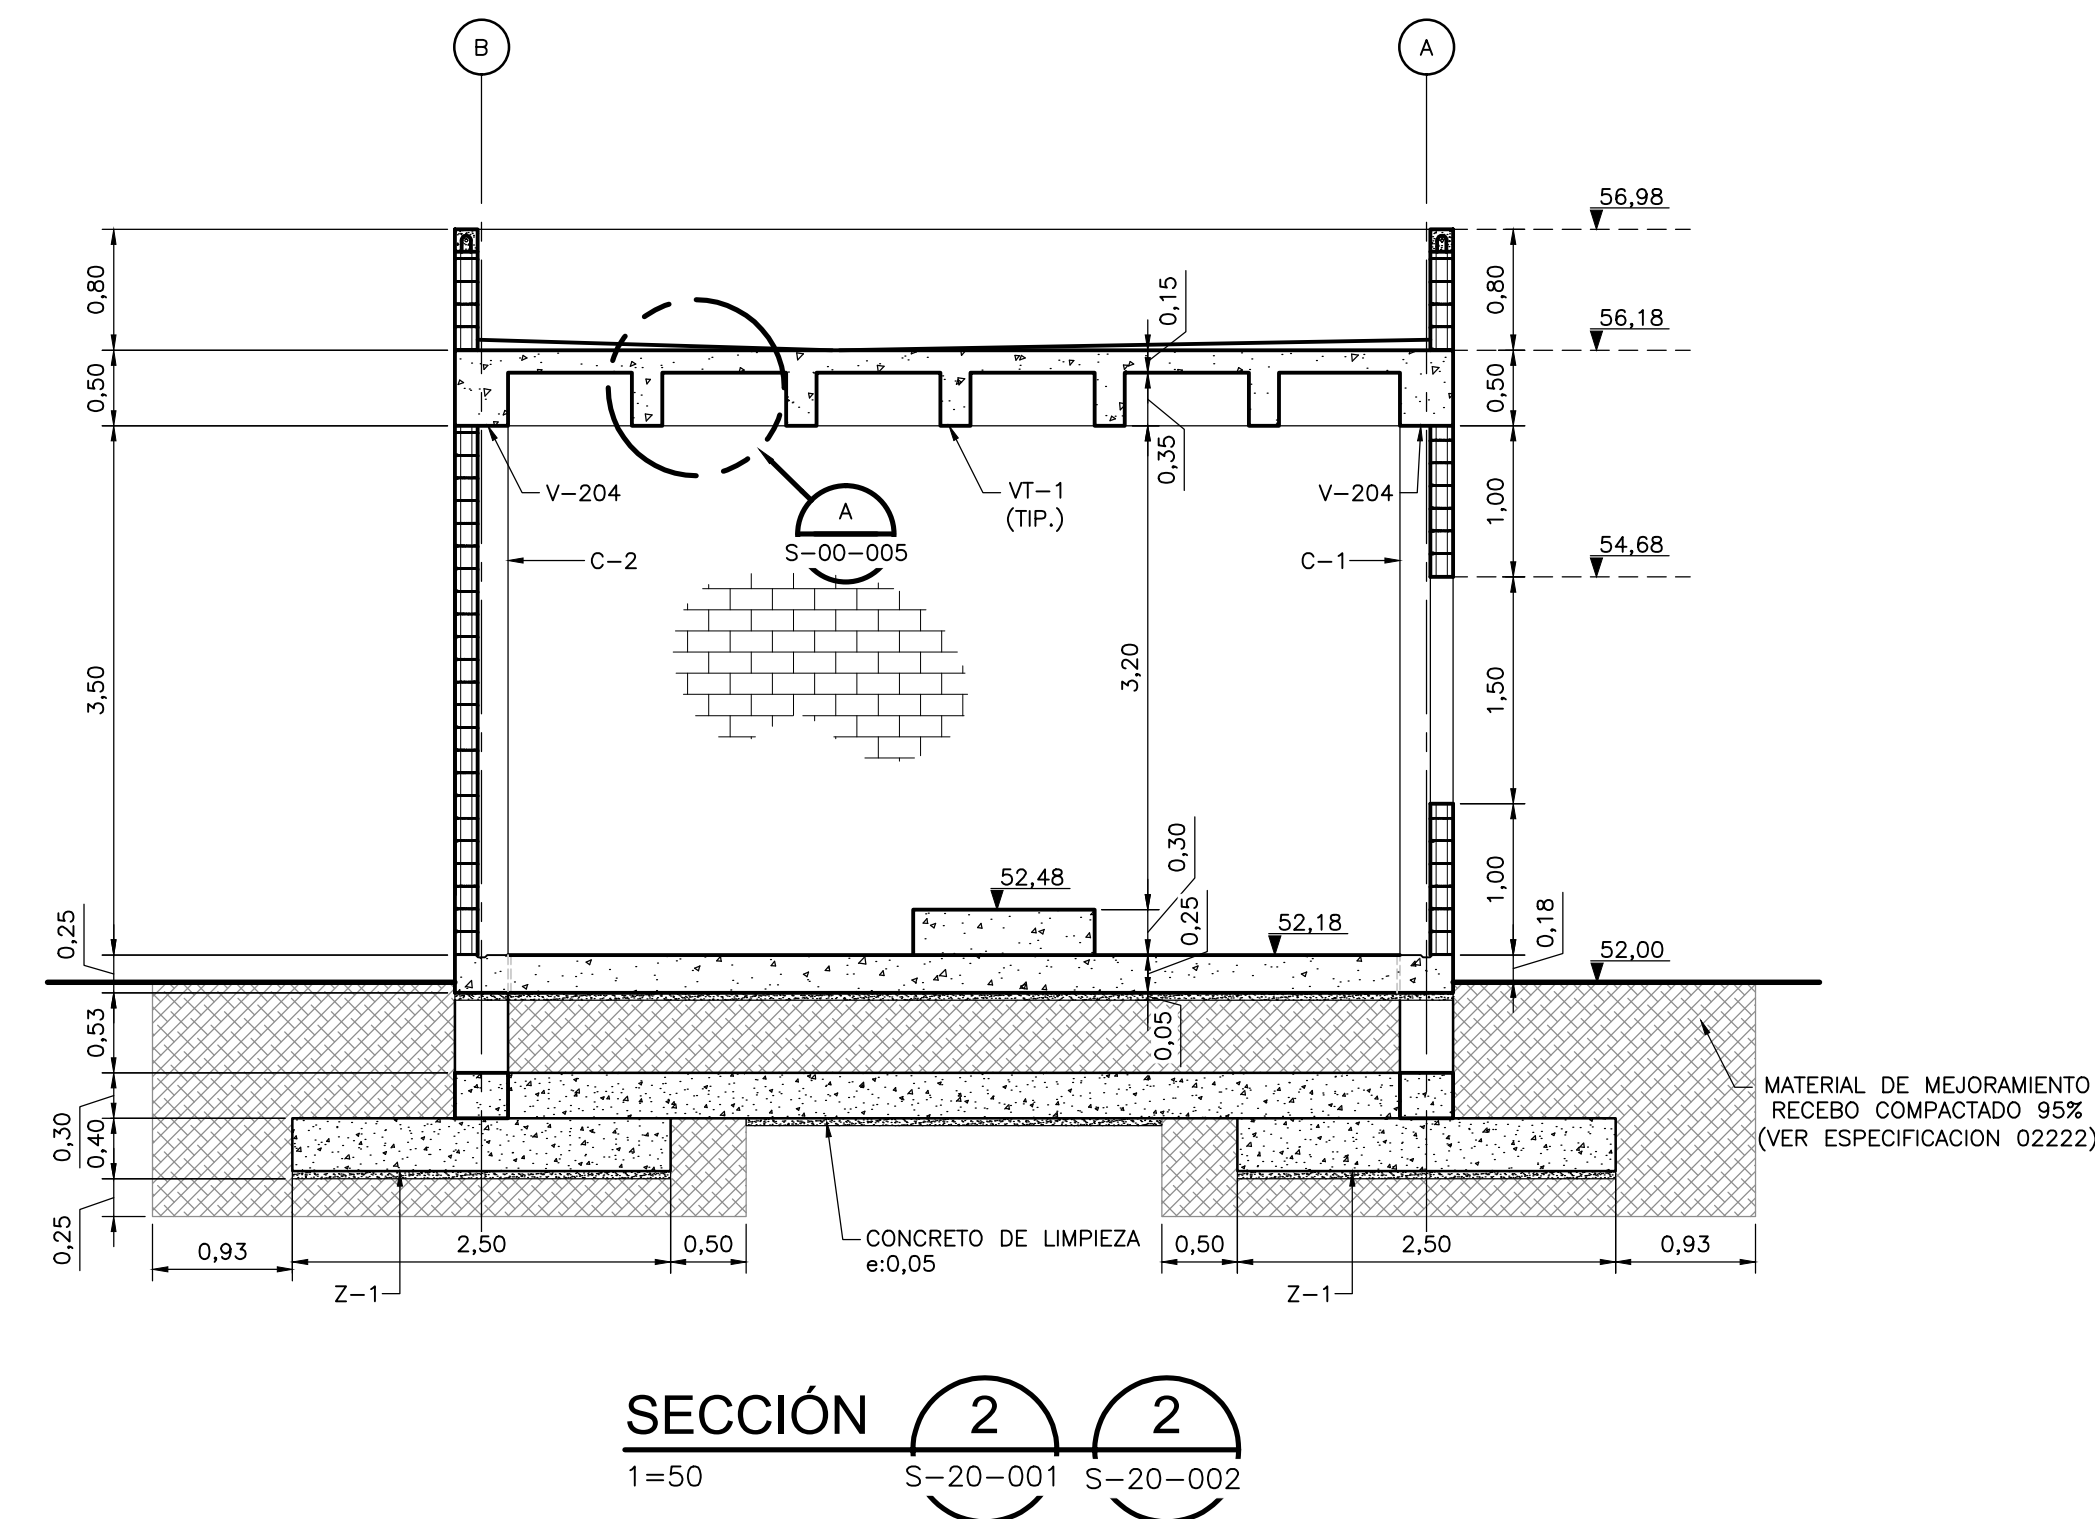 B
A
56,98
0,80
0,80
0,15
56,18
0,50
0,50
0,35
V-204
VT-1
(TIP.)
V-204
1,00
A
S-00-005
C-2
C-1
54,68
3,50
3,20
1,50
0,30
1,00
52,48
0,25
0,25
52,18
0,18
52,00
0,53
0,05
MATERIAL DE MEJORAMIENTO
RECEBO COMPACTADO 95%
(VER ESPECIFICACION 02222)
0,30
0,40
0,25
0,93
2,50
0,50
CONCRETO DE LIMPIEZA
e:0,05
0,50
2,50
0,93
Z-1
Z-1
SECCIÓN
2
2
1=50
S-20-001
S-20-002